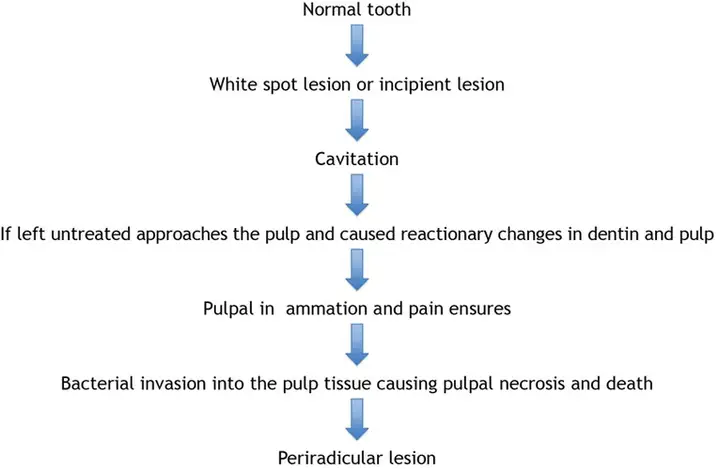 Normal tooth
White spot lesion or incipient lesion
Cavitation
If left untreated approaches the pulp and caused reactionary changes in dentin and pulp
Pulpal in  ammation and pain ensures
Bacterial invasion into the pulp tissue causing pulpal necrosis and death
Periradicular lesion